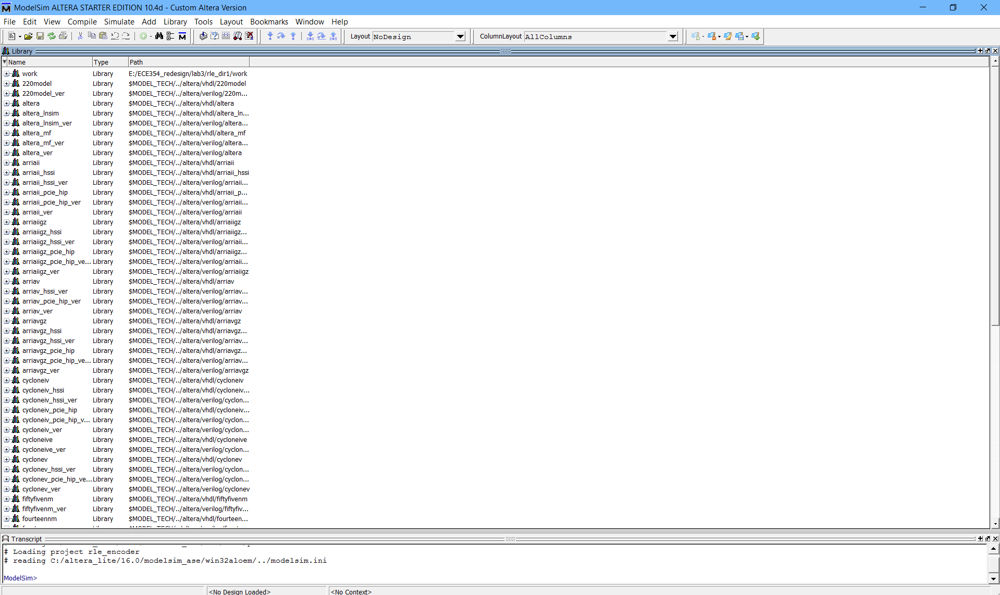 ModelSim ALTERA STARTER EDITION 10.4d - Custom Altera Version
File Edit View Compile Simulate Add Library Tools Layout Bookmarks Window Help
Layout NoDesign ColumnLayout AllColumns
Library
Name Type Path
work Library E:/ECE354_redesign/lab3/rle_dir1/work
220model Library $MODEL_TECH/../altera/vhdl/220model
220model_ver Library $MODEL_TECH/../altera/verilog/220m...
altera Library $MODEL_TECH/../altera/vhdl/altera
altera_lnsim Library $MODEL_TECH/../altera/vhdl/altera_ln...
altera_lnsim_ver Library $MODEL_TECH/../altera/verilog/altera...
altera_mf Library $MODEL_TECH/../altera/vhdl/altera_mf
altera_mf_ver Library $MODEL_TECH/../altera/verilog/altera...
altera_ver Library $MODEL_TECH/../altera/verilog/altera
arriaii Library $MODEL_TECH/../altera/vhdl/arriaii
arriaii_hssi Library $MODEL_TECH/../altera/vhdl/arriaii_hssi
arriaii_hssi_ver Library $MODEL_TECH/../altera/verilog/arriaii...
arriaii_pcie_hip Library $MODEL_TECH/../altera/vhdl/arriaii_p...
arriaii_pcie_hip_ver Library $MODEL_TECH/../altera/verilog/arriaii...
arriaii_ver Library $MODEL_TECH/../altera/verilog/arriaii
arriaiigz Library $MODEL_TECH/../altera/vhdl/arriaiigz
arriaiigz_hssi Library $MODEL_TECH/../altera/vhdl/arriaiigz...
arriaiigz_hssi_ver Library $MODEL_TECH/../altera/verilog/arriaii...
arriaiigz_pcie_hip Library $MODEL_TECH/../altera/vhdl/arriaiigz...
arriaiigz_pcie_hip_ve... Library $MODEL_TECH/../altera/verilog/arriaii...
arriaiigz_ver Library $MODEL_TECH/../altera/verilog/arriaiigz
arriav Library $MODEL_TECH/../altera/vhdl/arriav
arriav_hssi_ver Library $MODEL_TECH/../altera/verilog/arriav...
arriav_pcie_hip_ver Library $MODEL_TECH/../altera/verilog/arriav...
arriav_ver Library $MODEL_TECH/../altera/verilog/arriav
arriavgz Library $MODEL_TECH/../altera/vhdl/arriavgz
arriavgz_hssi Library $MODEL_TECH/../altera/vhdl/arriavgz...
arriavgz_hssi_ver Library $MODEL_TECH/../altera/verilog/arriav...
arriavgz_pcie_hip Library $MODEL_TECH/../altera/vhdl/arriavgz...
arriavgz_pcie_hip_ve... Library $MODEL_TECH/../altera/verilog/arriav...
arriavgz_ver Library $MODEL_TECH/../altera/verilog/arriavgz
cycloneiv Library $MODEL_TECH/../altera/vhdl/cycloneiv
cycloneiv_hssi Library $MODEL_TECH/../altera/vhdl/cycloneiv...
cycloneiv_hssi_ver Library $MODEL_TECH/../altera/verilog/cyclon...
cycloneiv_pcie_hip Library $MODEL_TECH/../altera/vhdl/cycloneiv...
cycloneiv_pcie_hip_v... Library $MODEL_TECH/../altera/verilog/cyclon...
cycloneiv_ver Library $MODEL_TECH/../altera/verilog/cyclon...
cycloneive Library $MODEL_TECH/../altera/vhdl/cycloneive
cycloneive_ver Library $MODEL_TECH/../altera/verilog/cyclon...
cyclonev Library $MODEL_TECH/../altera/vhdl/cyclonev
cyclonev_hssi_ver Library $MODEL_TECH/../altera/verilog/cyclon...
cyclonev_pcie_hip_ve... Library $MODEL_TECH/../altera/verilog/cyclon...
cyclonev_ver Library $MODEL_TECH/../altera/verilog/cyclonev
fiftyfivenm Library $MODEL_TECH/../altera/vhdl/fiftyfivenm
fiftyfivenm_ver Library $MODEL_TECH/../altera/verilog/fiftyfiv...
fourteennm Library $MODEL_TECH/../altera/vhdl/fourteen...
Transcript
# Loading project rle_encoder
# reading C:/altera_lite/16.0/modelsim_ase/win32aloem/../modelsim.ini
ModelSim>
<No Design Loaded> <No Context>